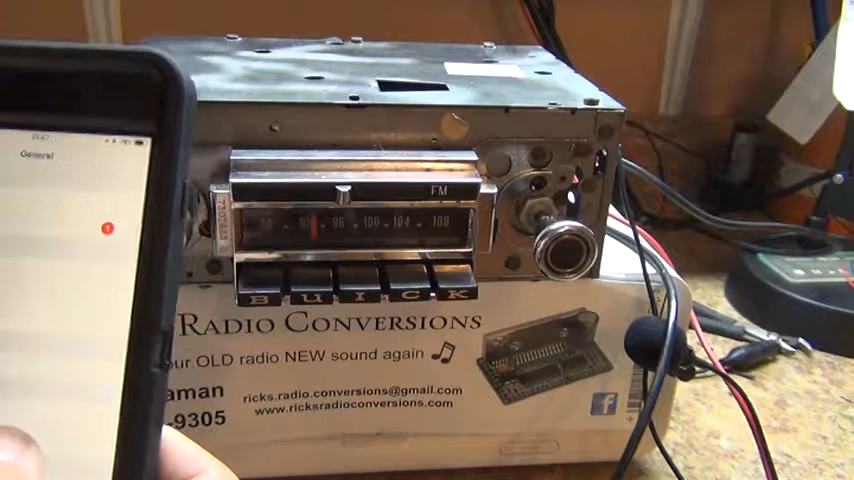 General
1
FM
88 92 96 100 104 108
BUICK
RADIO CONVERSIONS
our OLD radio NEW sound again
aman
ricks.radio.conversions@gmail.com
-9305
www.ricksradioconversions.com
f